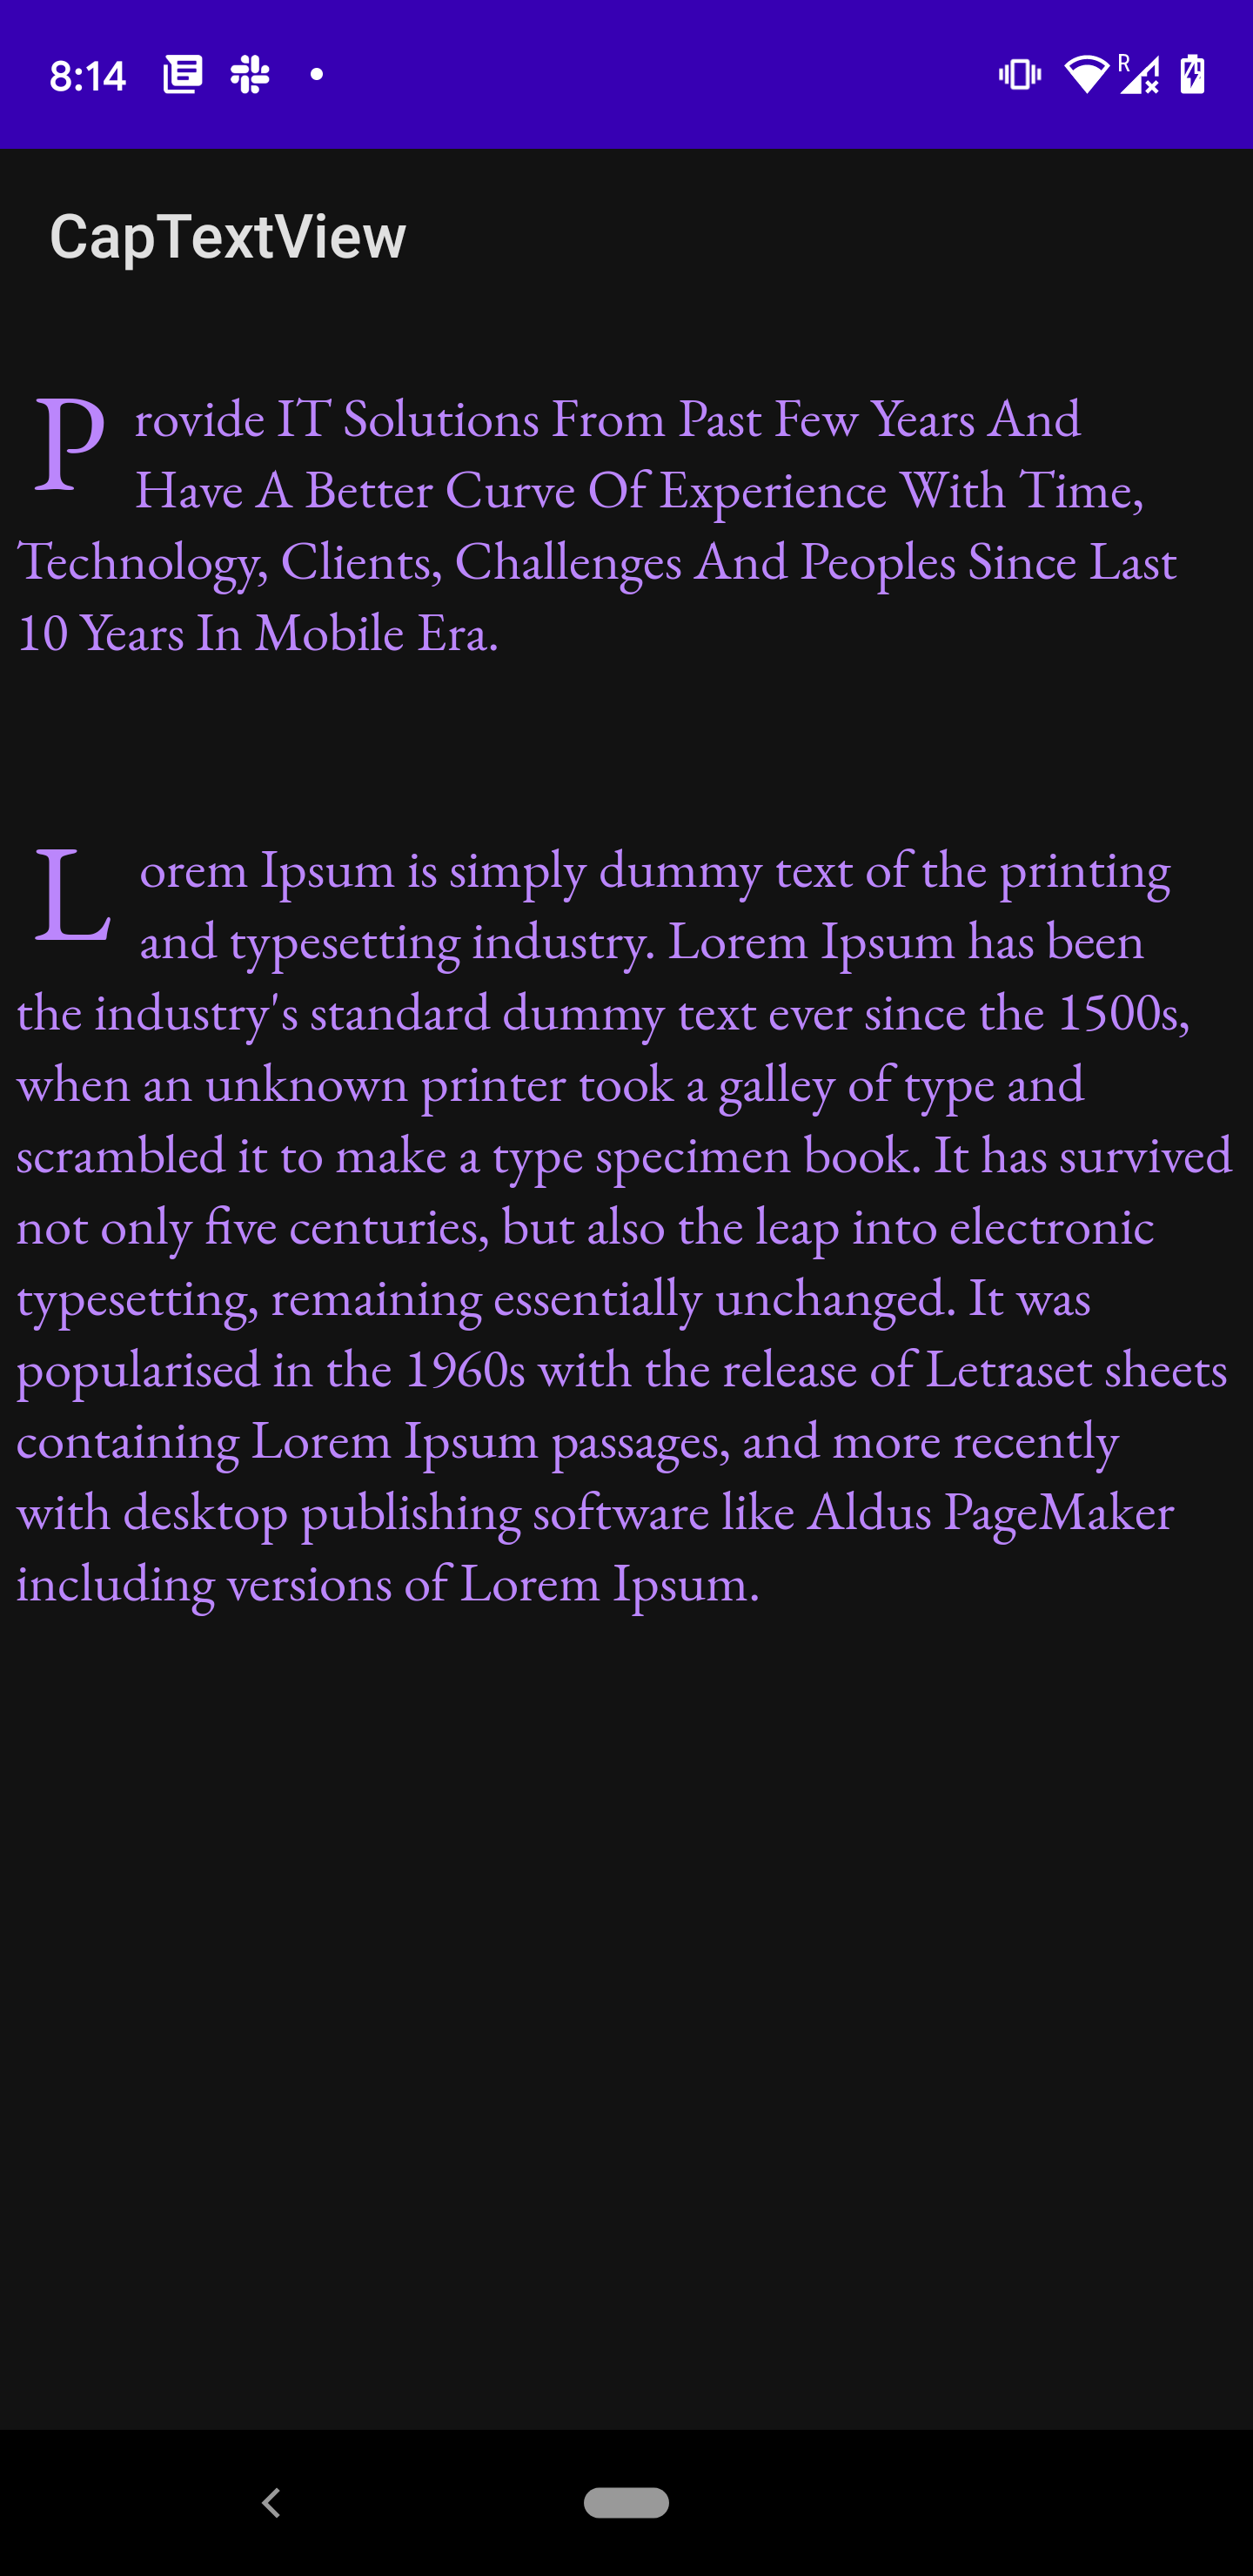 8:14
R
CapTextView
Provide IT Solutions From Past Few Years And
Have A Better Curve Of Experience With Time,
Technology, Clients, Challenges And Peoples Since Last
10 Years In Mobile Era.
Lorem Ipsum is simply dummy text of the printing
and typesetting industry. Lorem Ipsum has been
the industry's standard dummy text ever since the 1500s,
when an unknown printer took a galley of type and
scrambled it to make a type specimen book. It has survived
not only five centuries, but also the leap into electronic
typesetting, remaining essentially unchanged. It was
popularised in the 1960s with the release of Letraset sheets
containing Lorem Ipsum passages, and more recently
with desktop publishing software like Aldus PageMaker
including versions of Lorem Ipsum.